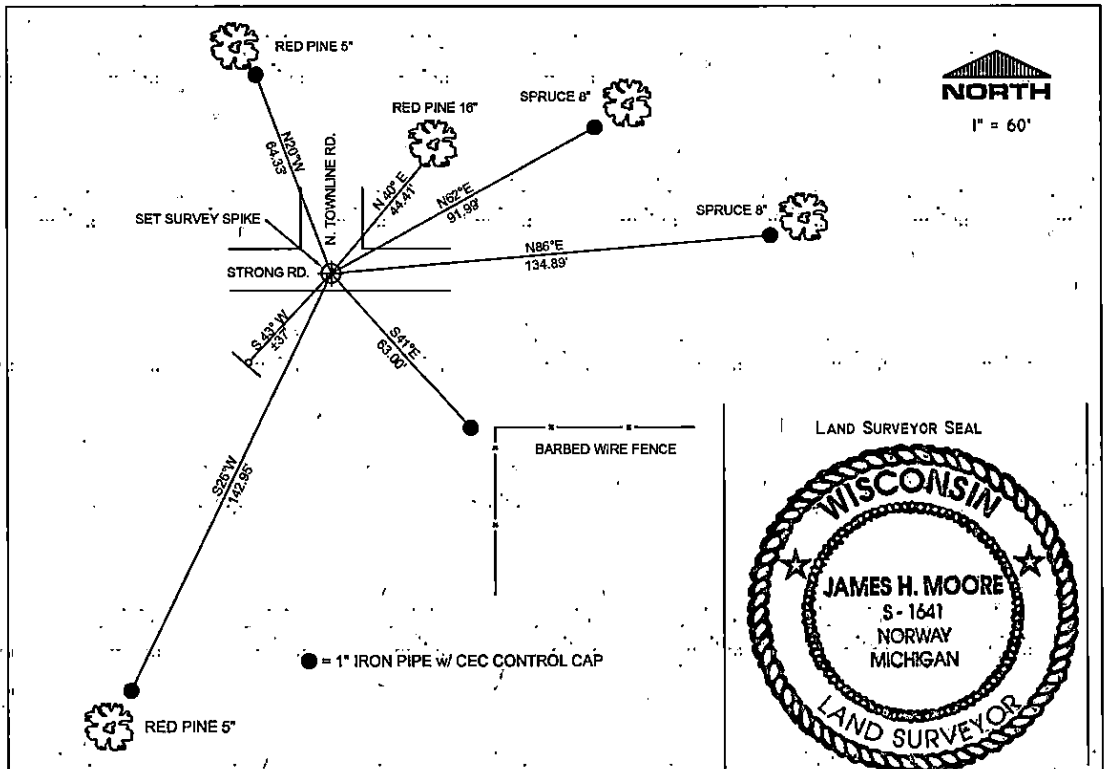 RED PINE 5"
NORTH
1" = 60'
RED PINE 16"
SPRUCE 8"
N20°W
64.33'
N. TOWNLINE RD.
N 40° E
44.41'
N62°E
91.99'
SET SURVEY SPIKE
SPRUCE 8"
STRONG RD.
N86°E
134.89'
S 43° W
±37'
S41°E
63.00'
S26°W
142.95'
BARBED WIRE FENCE
LAND SURVEYOR SEAL
WISCONSIN
JAMES H. MOORE
S - 1641
NORWAY
MICHIGAN
LAND SURVEYOR
= 1" IRON PIPE w/ CEC CONTROL CAP
RED PINE 5"